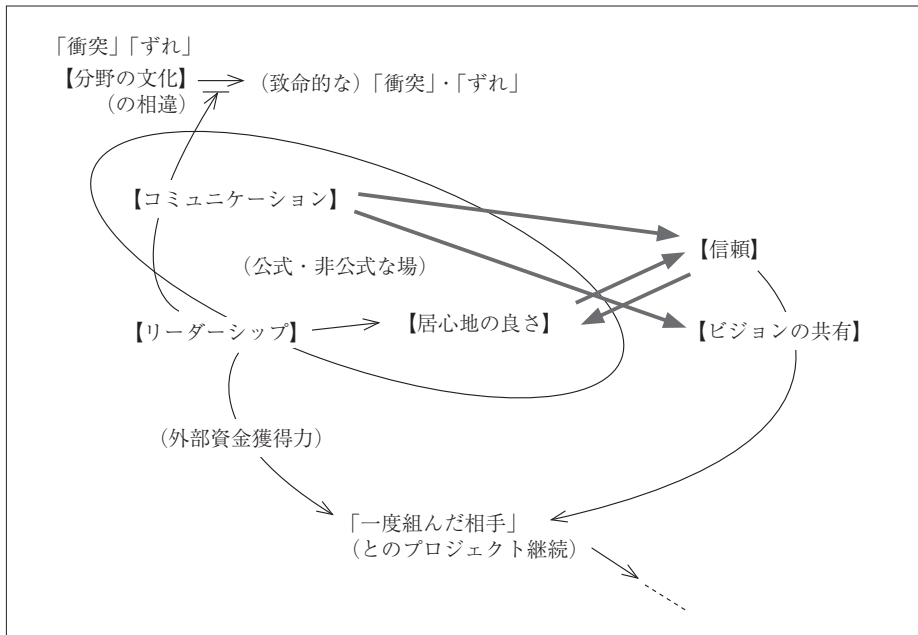 「衝突」「ずれ」
【分野の文化】
(の相違)
(致命的な)「衝突」・「ずれ」
【コミュニケーション】
(公式・非公式な場)
【信頼】
【リーダーシップ】
【居心地の良さ】
【ビジョンの共有】
(外部資金獲得力)
「一度組んだ相手」
(とのプロジェクト継続)